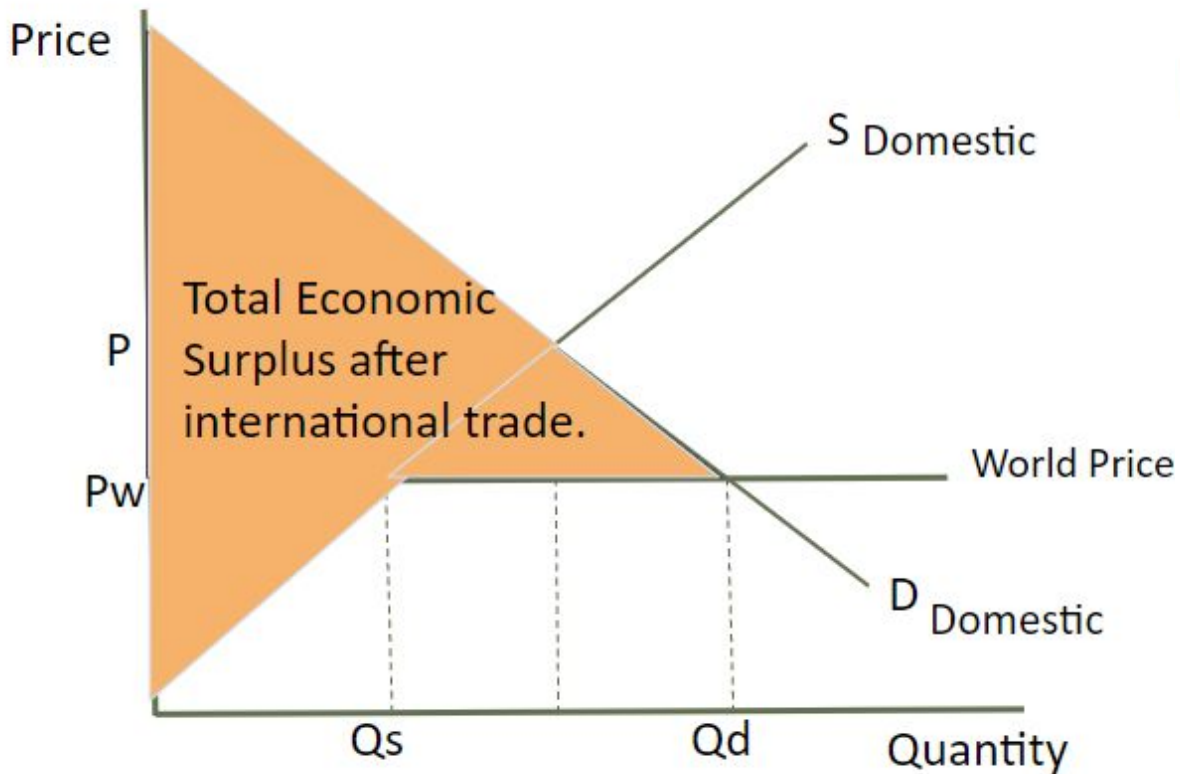 Price
S Domestic
Total Economic
Surplus after
international trade.
P
World Price
Pw
D Domestic
Qs
Qd
Quantity